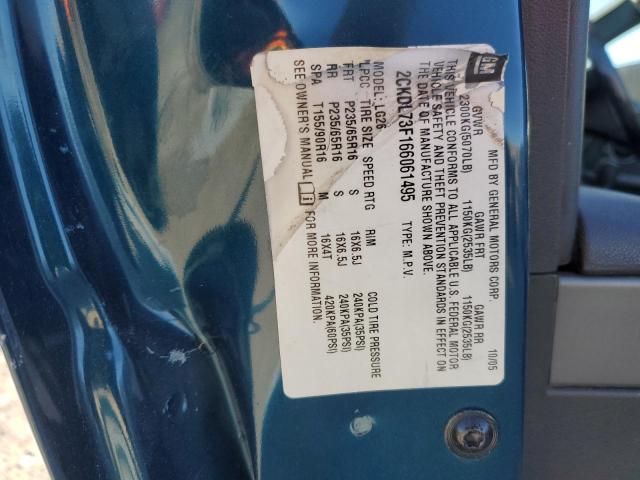 GM
MFD BY GENERAL MOTORS CORP. 10/05
GVWR GAWR FRT GAWR RR
2300KG(5070LB) 1150KG(2535LB) 1150KG(2535LB)
THIS VEHICLE CONFORMS TO ALL APPLICABLE U.S. FEDERAL MOTOR
VEHICLE SAFETY AND THEFT PREVENTION STANDARDS IN EFFECT ON
THE DATE OF MANUFACTURE SHOWN ABOVE.
2CKDL73F166061495 TYPE: M.P.V.
MODEL: LG26
LPCC TIRE SIZE SPEED RTG RIM COLD TIRE PRESSURE
FRT P235/65R16 S 16X6.5J 240KPA(35PSI)
RR P235/65R16 S 16X6.5J 240KPA(35PSI)
SPA T155/90R16 M 16X4T 420KPA(60PSI)
SEE OWNER'S MANUAL FOR MORE INFORMATION.